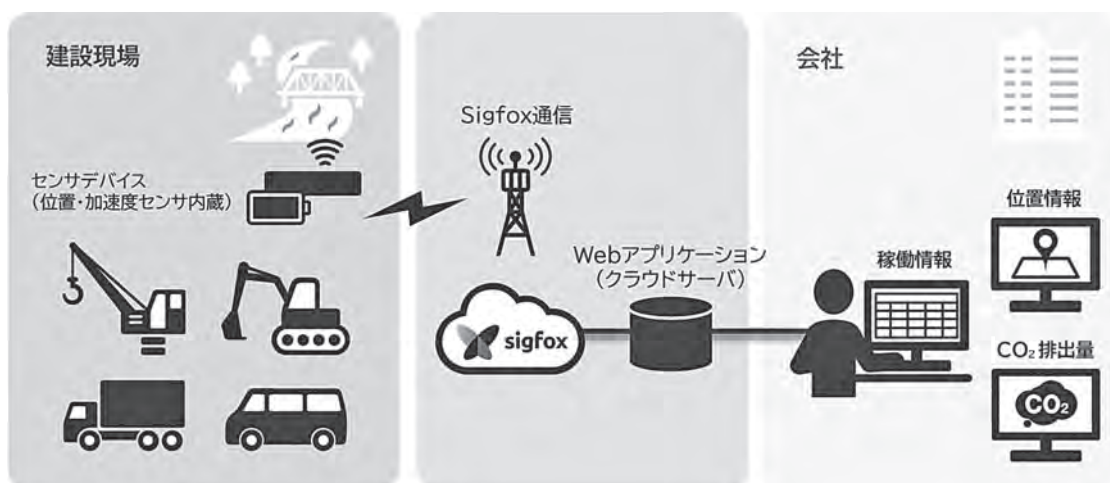 建設現場
センサデバイス
（位置・加速度センサ内蔵）
Sigfox通信
sigfox
Webアプリケーション
（クラウドサーバ）
会社
稼働情報
位置情報
CO₂排出量
CO₂